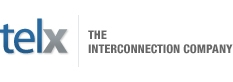 telx
THE
INTERCONNECTION COMPANY